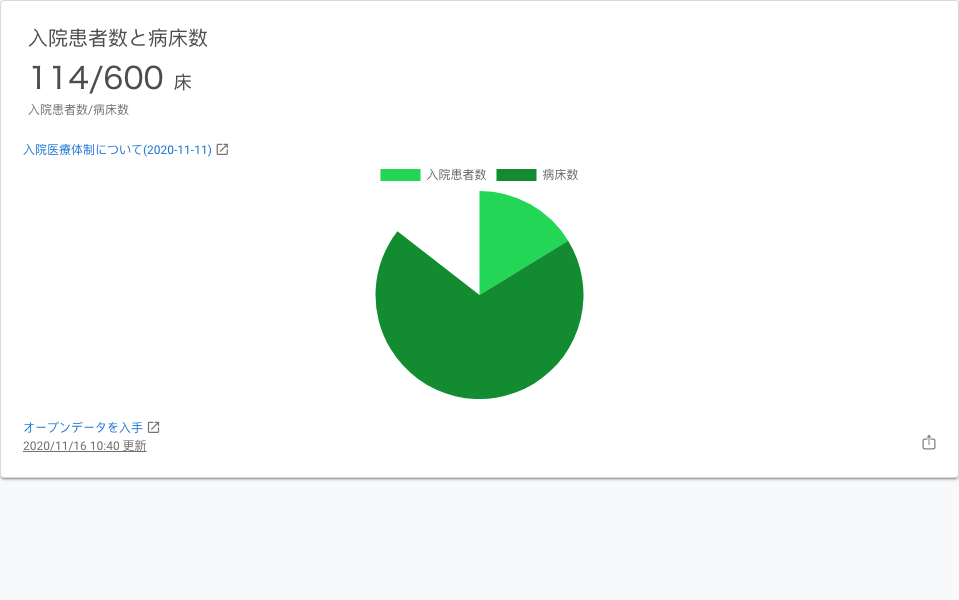 入院患者数と病床数
114/600 床
入院患者数/病床数
入院医療体制について(2020-11-11)
入院患者数 病床数
オープンデータを入手
2020/11/16 10:40 更新